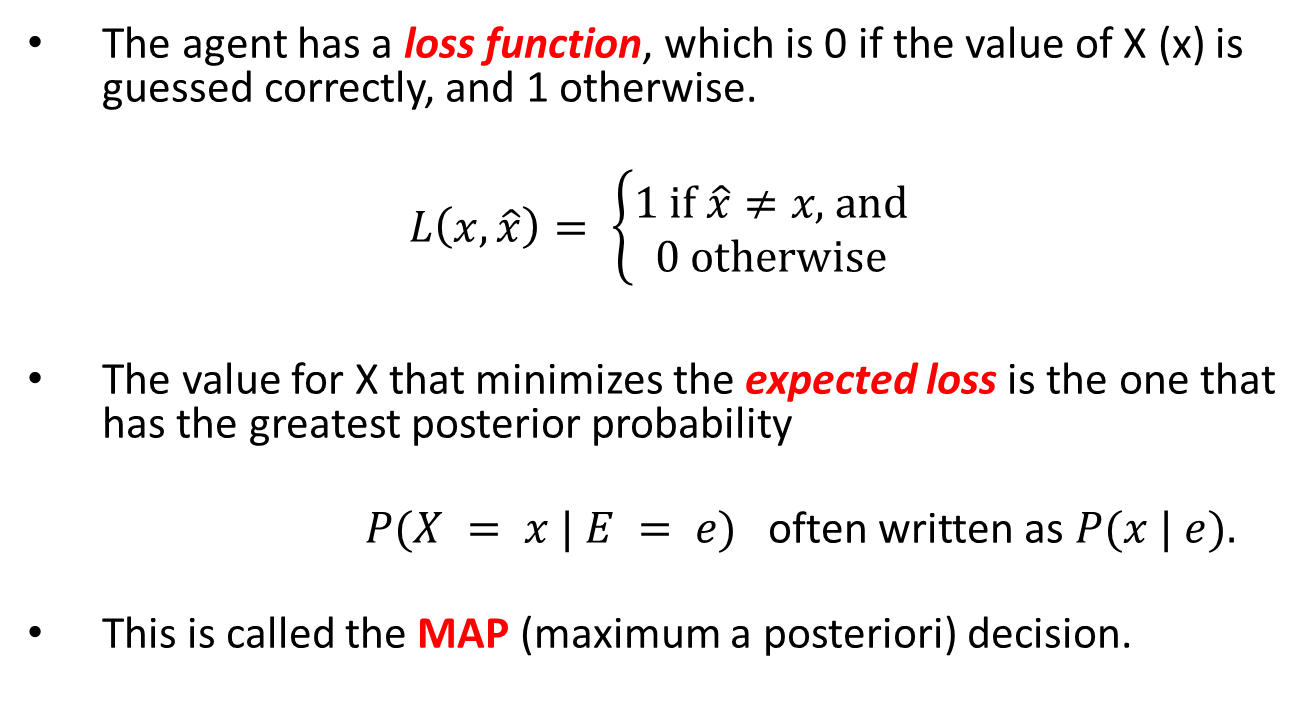 • The agent has a loss function, which is 0 if the value of X (x) is
guessed correctly, and 1 otherwise.
L(x, x̂) = {1 if x̂ ≠ x, and
0 otherwise
• The value for X that minimizes the expected loss is the one that
has the greatest posterior probability
P(X = x | E = e) often written as P(x | e).
• This is called the MAP (maximum a posteriori) decision.